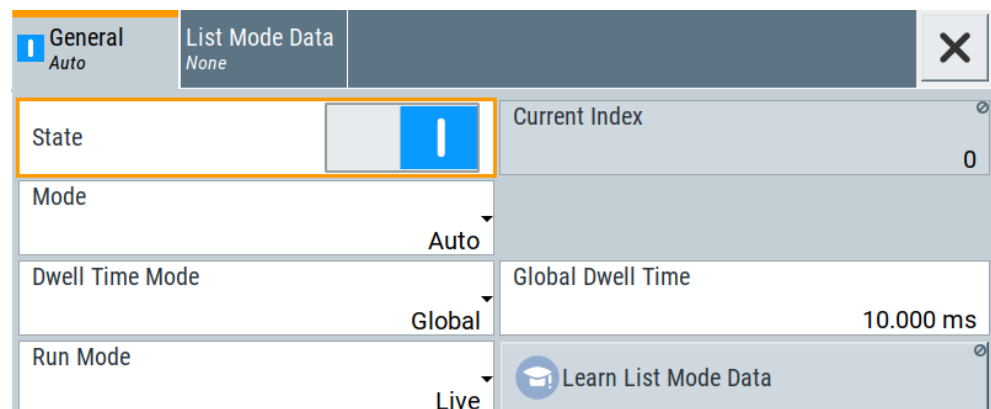 General
Auto
List Mode Data
None
State
Current Index
0
Mode
Auto
Dwell Time Mode
Global
Global Dwell Time
10.000 ms
Run Mode
Live
Learn List Mode Data